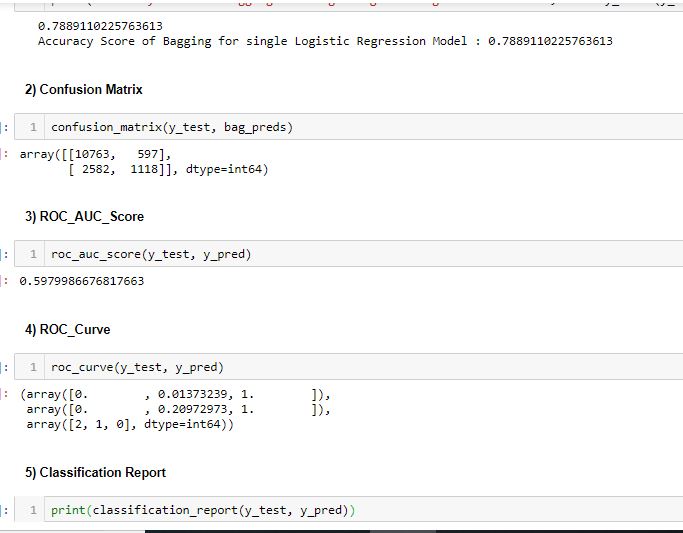 0.7889110225763613
Accuracy Score of Bagging for single Logistic Regression Model : 0.7889110225763613
2) Confusion Matrix
]: 1 confusion_matrix(y_test, bag_preds)
]: array([[10763,   597],
       [ 2582,  1118]], dtype=int64)
3) ROC_AUC_Score
]: 1 roc_auc_score(y_test, y_pred)
]: 0.5979986676817663
4) ROC_Curve
]: 1 roc_curve(y_test, y_pred)
]: (array([0.        , 0.01373239, 1.        ]),
 array([0.        , 0.20972973, 1.        ]),
 array([2, 1, 0], dtype=int64))
5) Classification Report
]: 1 print(classification_report(y_test, y_pred))